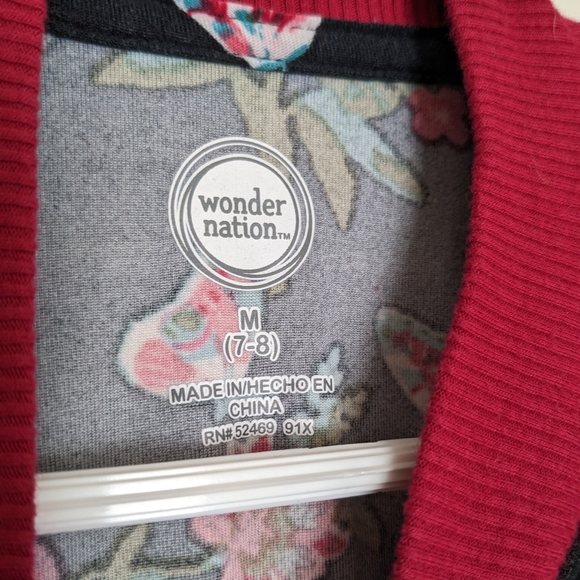 wonder
nation™
M
(7-8)
MADE IN/HECHO EN
CHINA
RN# 52469 91X